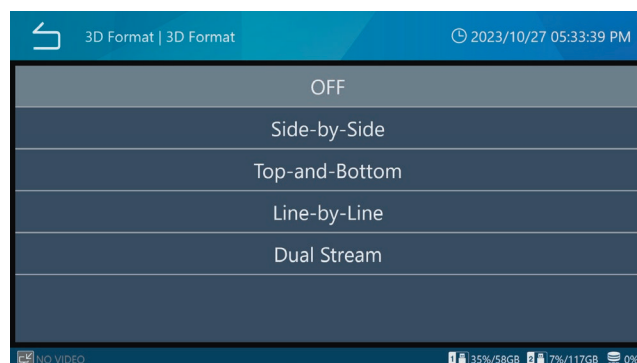 3D Format | 3D Format
2023/10/27 05:33:39 PM
OFF
Side-by-Side
Top-and-Bottom
Line-by-Line
Dual Stream
NO VIDEO
1 35%/58GB 2 7%/117GB 0%